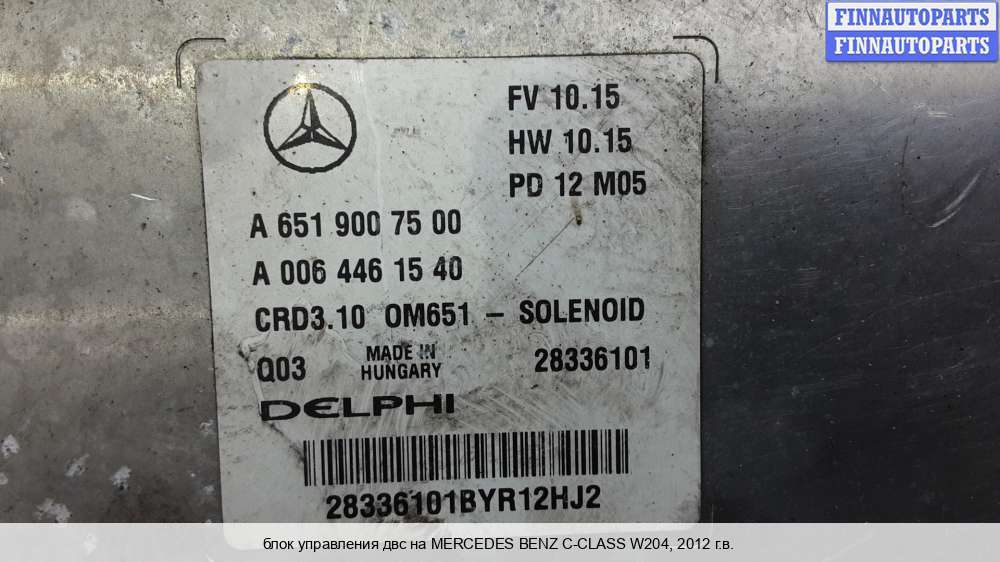 FINNAUTOPARTS
FINNAUTOPARTS
FV 10.15
HW 10.15
PD 12 M05
A 651 900 75 00
A 006 446 15 40
CRD3.10 OM651 – SOLENOID
Q03 MADE IN HUNGARY 28336101
DELPHI
28336101BYR12HJ2
блок управления двс на MERCEDES BENZ C-CLASS W204, 2012 г.в.